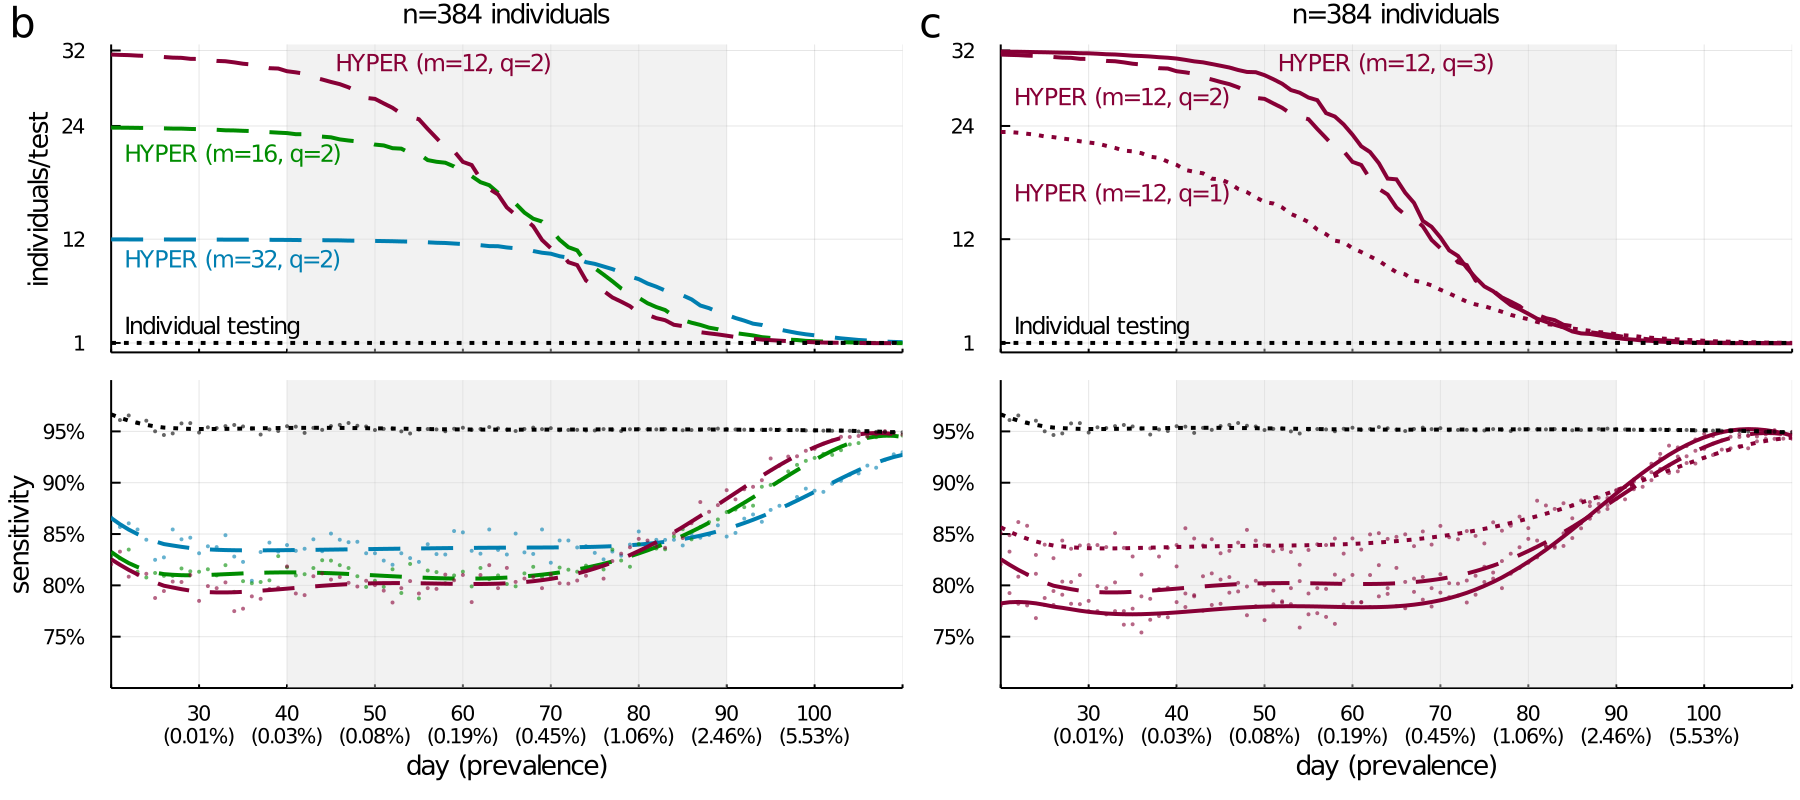 b
n=384 individuals
individuals/test
32
24
12
1
HYPER (m=12, q=2)
HYPER (m=16, q=2)
HYPER (m=32, q=2)
Individual testing
sensitivity
95%
90%
85%
80%
75%
30 40 50 60 70 80 90 100
(0.01%) (0.03%) (0.08%) (0.19%) (0.45%) (1.06%) (2.46%) (5.53%)
day (prevalence)
c
n=384 individuals
32
24
12
1
HYPER (m=12, q=3)
HYPER (m=12, q=2)
HYPER (m=12, q=1)
Individual testing
95%
90%
85%
80%
75%
30 40 50 60 70 80 90 100
(0.01%) (0.03%) (0.08%) (0.19%) (0.45%) (1.06%) (2.46%) (5.53%)
day (prevalence)